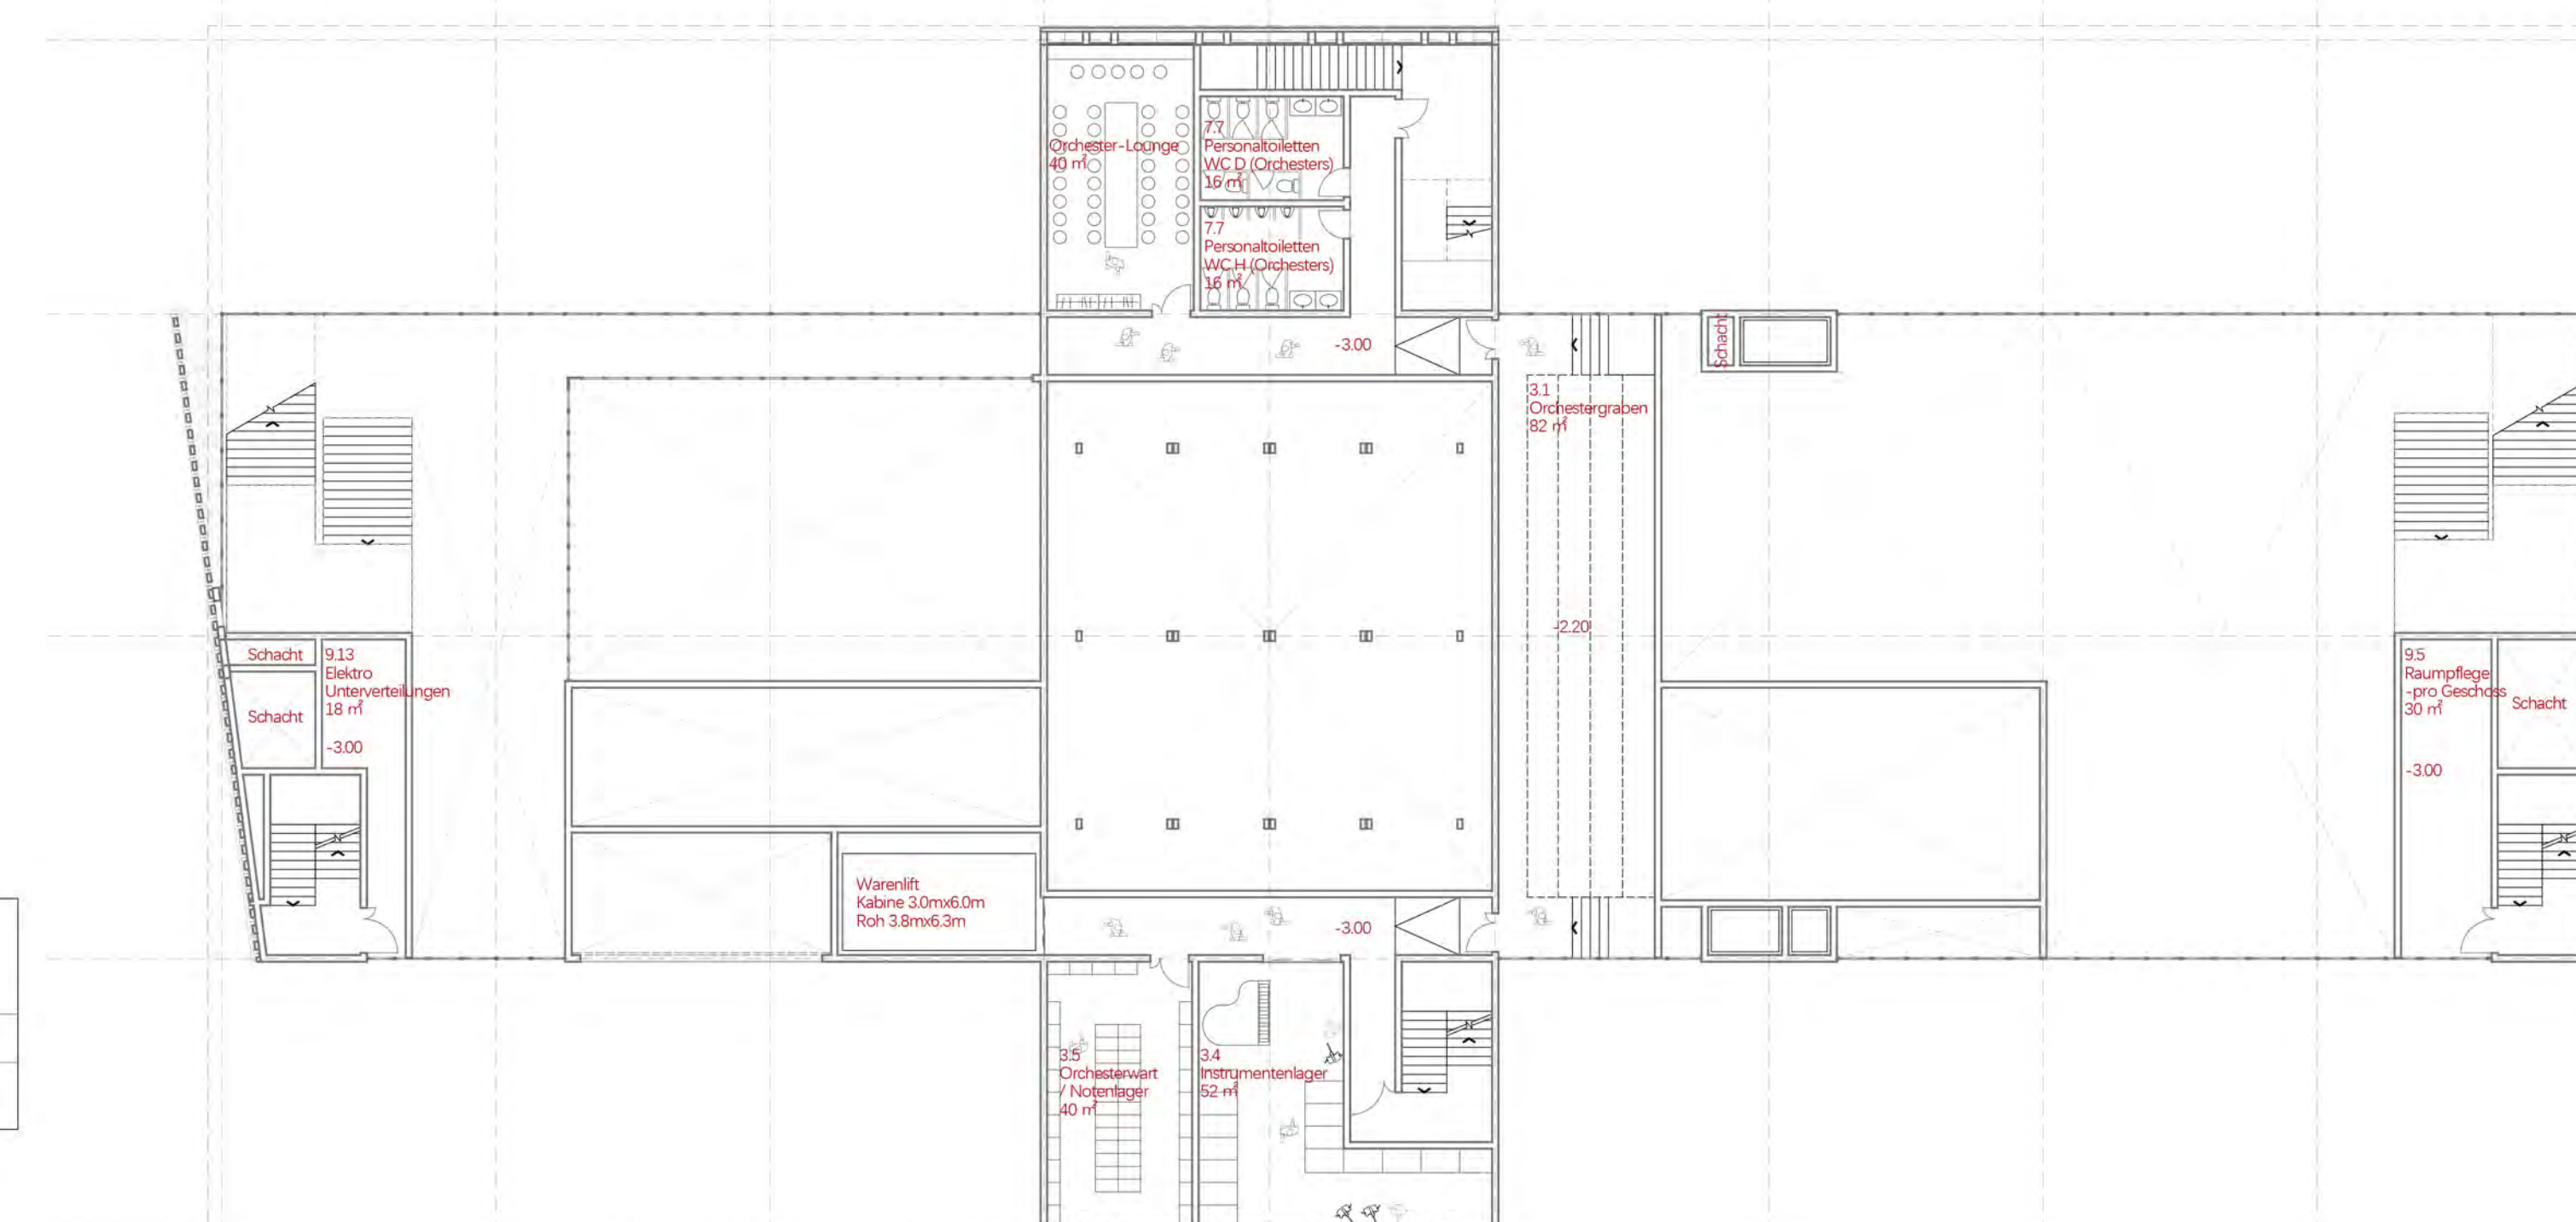 Orchester-Lounge
40 m²
7.7
Personaltoiletten
WC D (Orchesters)
16 m²
7.7
Personaltoiletten
WC H (Orchesters)
16 m²
-3.00
Schacht
3.1
Orchestergraben
82 m²
-2.20
Schacht
9.13
Elektro
Unterverteilungen
18 m²
Schacht
-3.00
9.5
Raumpflege
-pro Geschoss
30 m²
Schacht
-3.00
Warenlift
Kabine 3.0mx6.0m
Roh 3.8mx6.3m
-3.00
3.5
Orchesterwart
/ Notenlager
40 m²
3.4
Instrumentenlager
52 m²